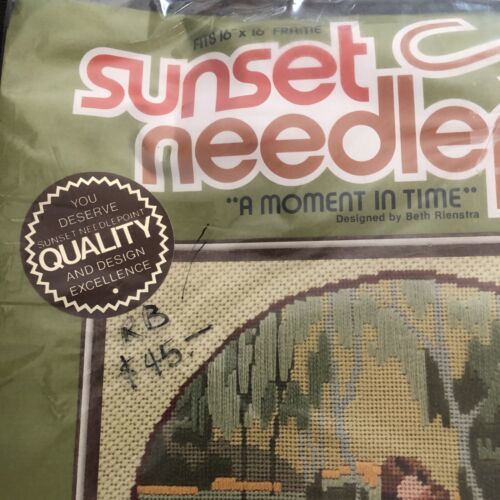 FITS 16" x 16" FRAME
sunset
needlep
"A MOMENT IN TIME"
Designed by Beth Rienstra
YOU
DESERVE
SUNSET NEEDLEPOINT
QUALITY
AND DESIGN
EXCELLENCE
KB
$45.—